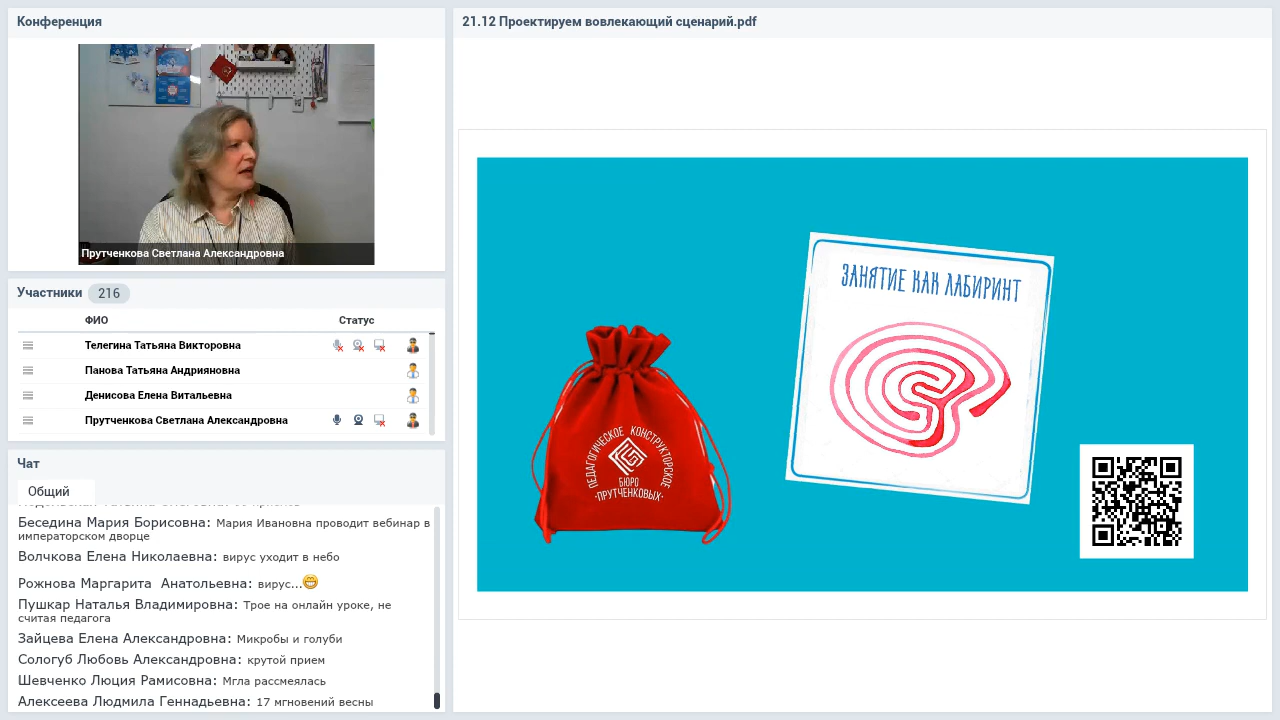 Конференция
Прутченкова Светлана Александровна
Участники 216
ФИО Статус
Телегина Татьяна Викторовна
Панова Татьяна Андрияновна
Денисова Елена Витальевна
Прутченкова Светлана Александровна
Чат
Общий
Беседина Мария Борисовна: Мария Ивановна проводит вебинар в
императорском дворце
Волчкова Елена Николаевна: вирус уходит в небо
Рожнова Маргарита Анатольевна: вирус...
Пушкар Наталья Владимировна: Трое на онлайн уроке, не
считая педагога
Зайцева Елена Александровна: Микробы и голуби
Сологуб Любовь Александровна: крутой прием
Шевченко Люция Рамисовна: Мгла рассмеялась
Алексеева Людмила Геннадьевна: 17 мгновений весны
21.12 Проектируем вовлекающий сценарий.pdf
ПЕДАГОГИЧЕСКОЕ КОНСТРУКТОРСКОЕ
БЮРО
·ПРУТЧЕНКОВЫХ·
ЗАНЯТИЕ КАК ЛАБИРИНТ